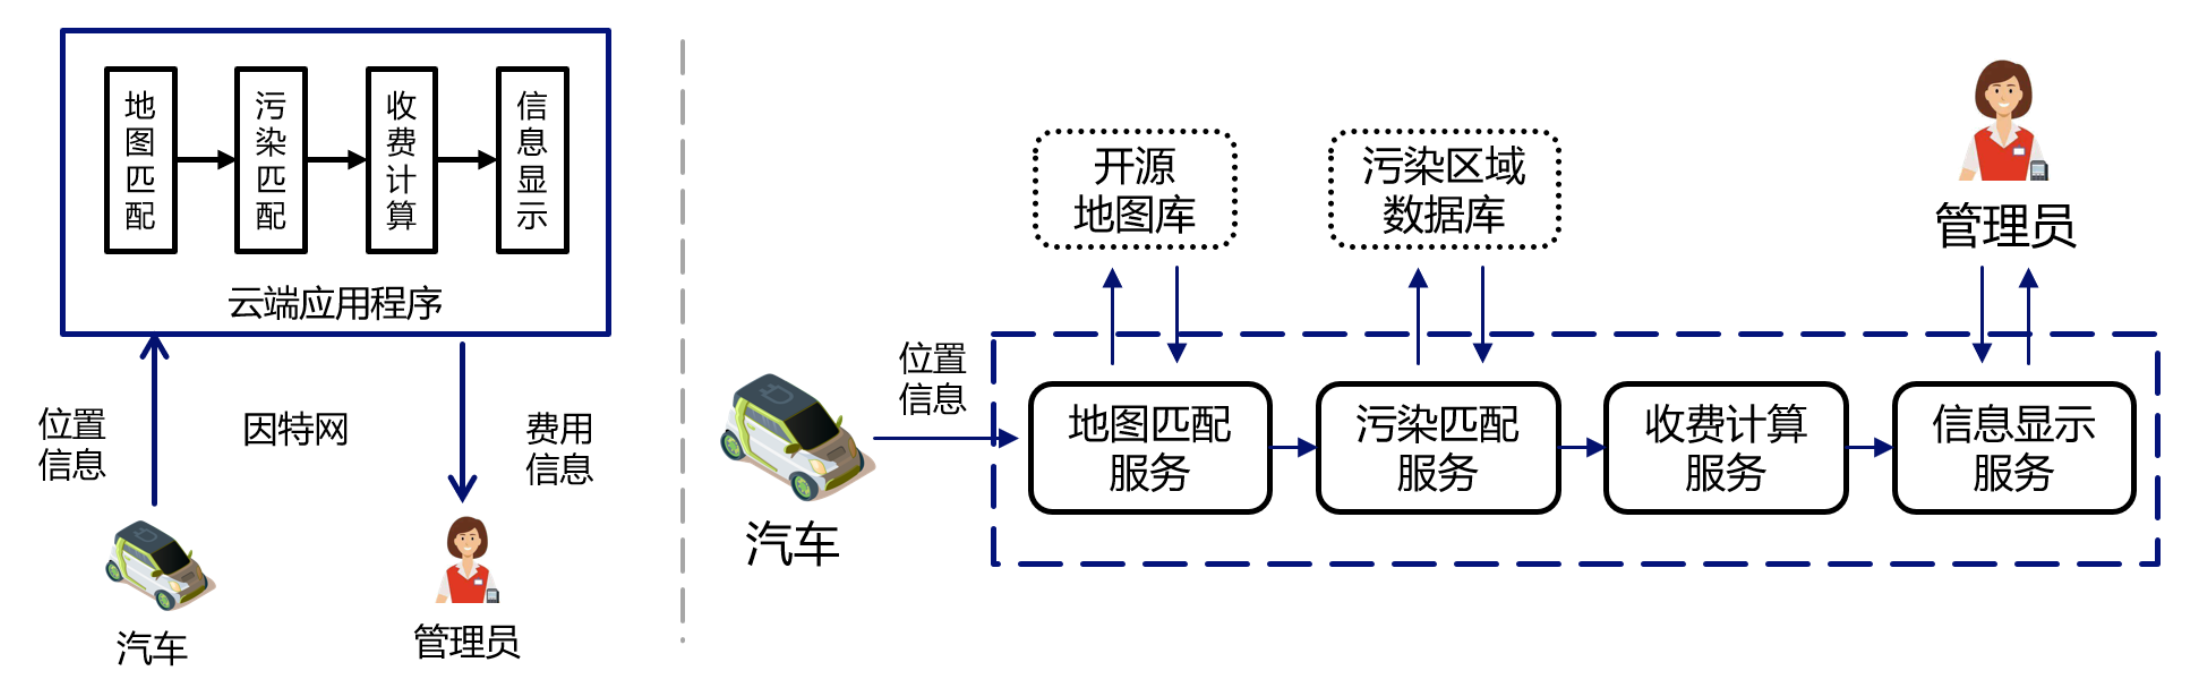 地图匹配
污染匹配
收费计算
信息显示
云端应用程序
位置
信息
因特网
费用
信息
汽车
管理员
开源
地图库
污染区域
数据库
管理员
位置
信息
地图匹配
服务
污染匹配
服务
收费计算
服务
信息显示
服务
汽车